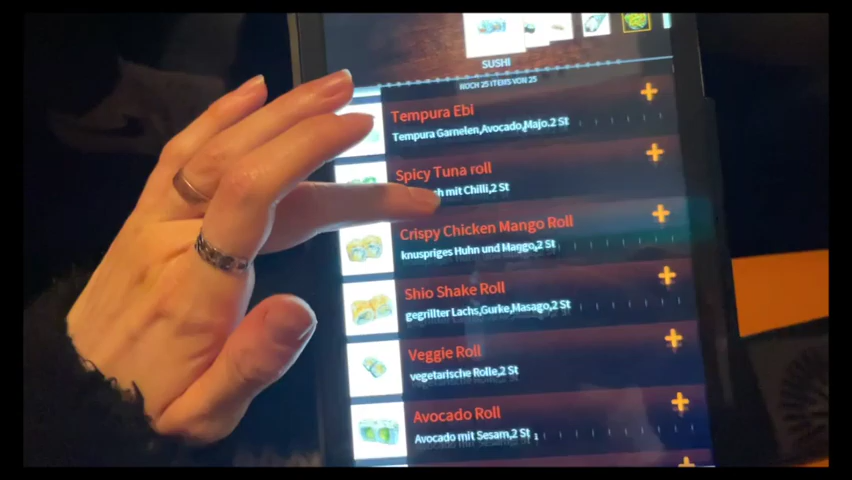 SUSHI
NOCH 25 ITEMS VON 25
Tempura Ebi
Tempura Garnelen,Avocado,Majo.2 St
Spicy Tuna roll
mit Chilli,2 St
Crispy Chicken Mango Roll
knuspriges Huhn und Mango,2 St
Shio Shake Roll
gegrillter Lachs,Gurke,Masago,2 St
Veggie Roll
vegetarische Rolle,2 St
Avocado Roll
Avocado mit Sesam,2 St 1